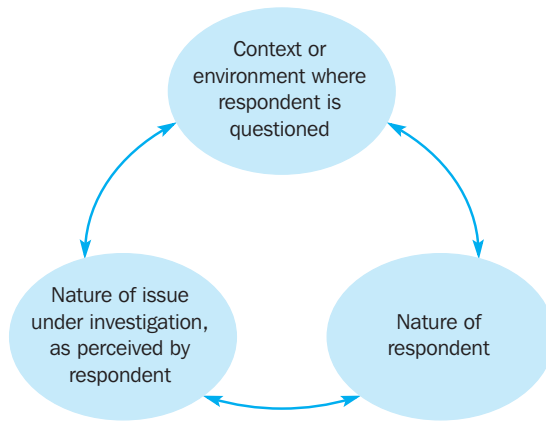 Context or
environment where
respondent is
questioned
Nature of issue
under investigation,
as perceived by
respondent
Nature of
respondent